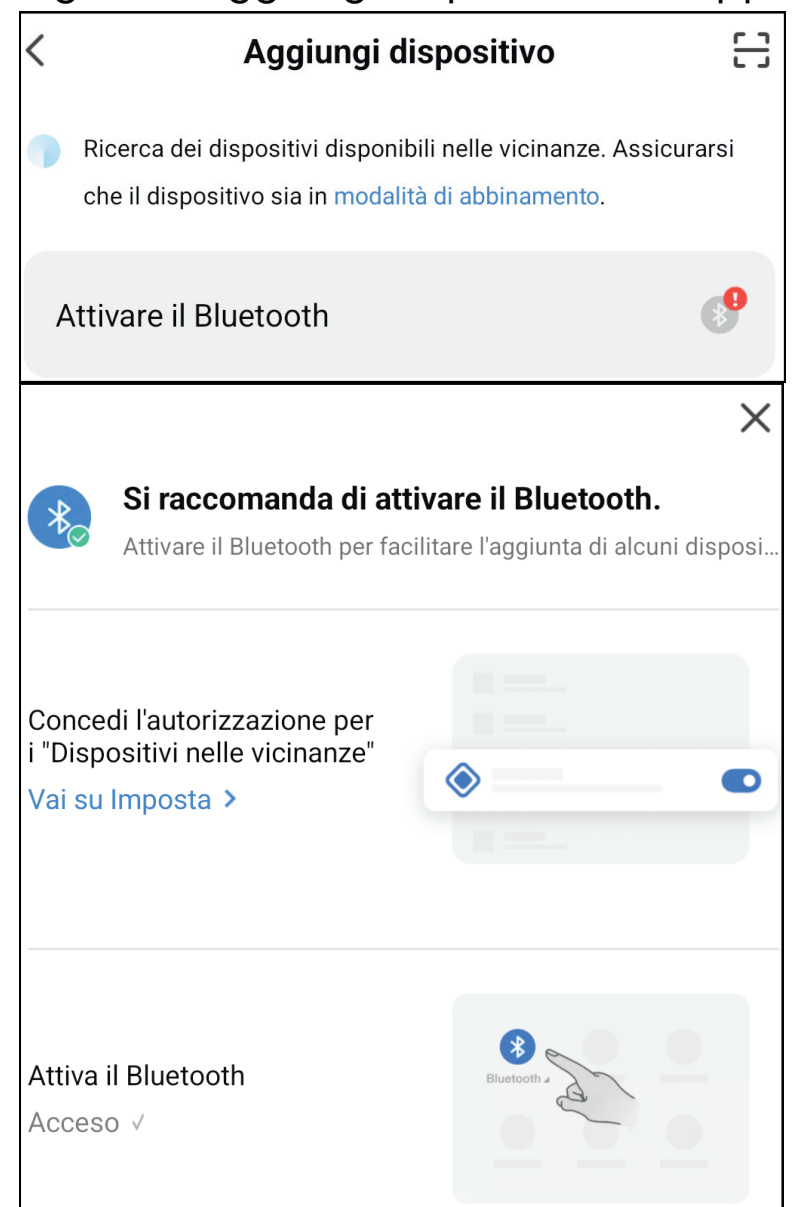 Aggiungi dispositivo
Ricerca dei dispositivi disponibili nelle vicinanze. Assicurarsi
che il dispositivo sia in modalità di abbinamento.
Attivare il Bluetooth
Si raccomanda di attivare il Bluetooth.
Attivare il Bluetooth per facilitare l'aggiunta di alcuni disposi...
Concedi l'autorizzazione per
i "Dispositivi nelle vicinanze"
Vai su Imposta >
Bluetooth
Attiva il Bluetooth
Acceso √